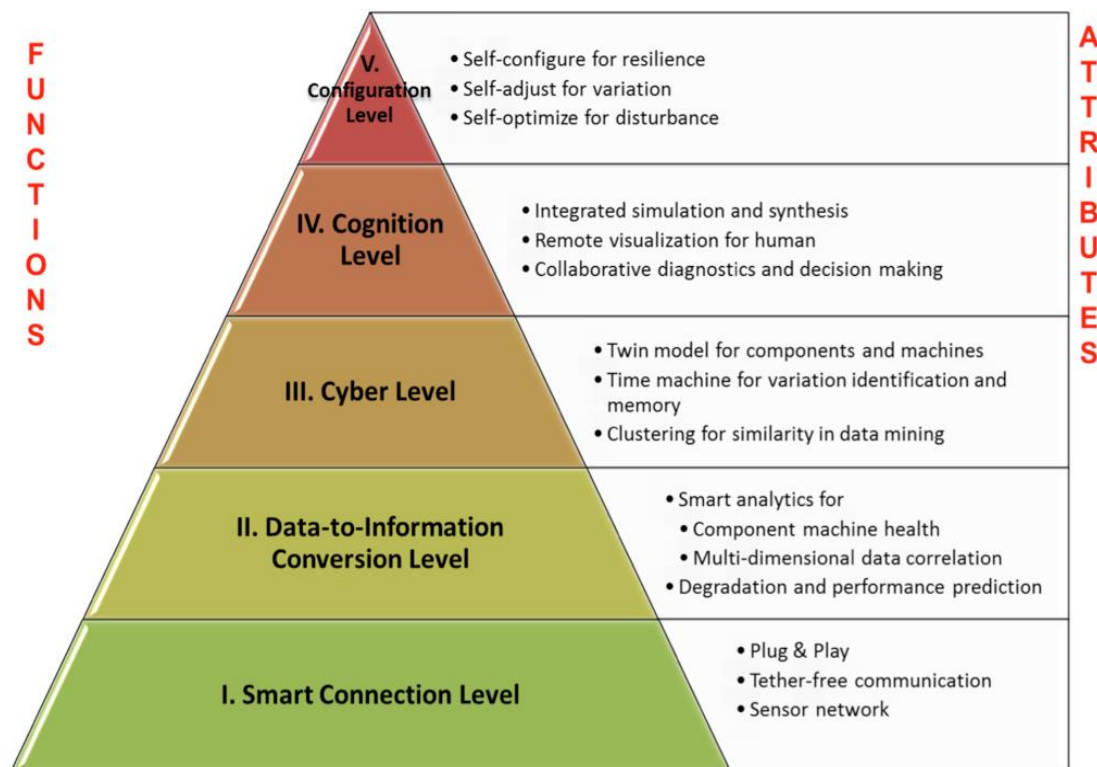 FUNCTIONS
ATTRIBUTES
V.
Configuration
Level
• Self-configure for resilience
• Self-adjust for variation
• Self-optimize for disturbance
IV. Cognition
Level
• Integrated simulation and synthesis
• Remote visualization for human
• Collaborative diagnostics and decision making
III. Cyber Level
• Twin model for components and machines
• Time machine for variation identification and
memory
• Clustering for similarity in data mining
II. Data-to-Information
Conversion Level
• Smart analytics for
• Component machine health
• Multi-dimensional data correlation
• Degradation and performance prediction
I. Smart Connection Level
• Plug & Play
• Tether-free communication
• Sensor network